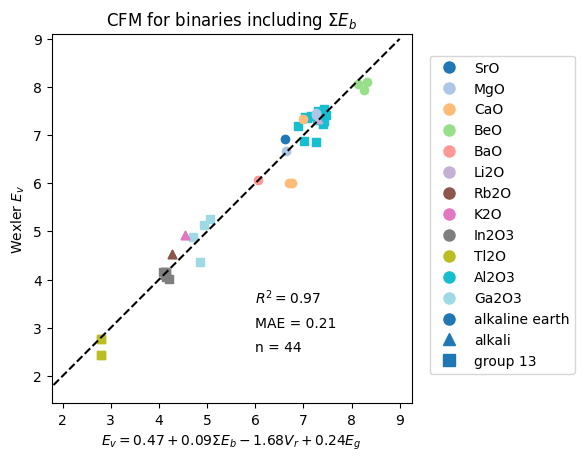 CFM for binaries including ΣE_b
9
8
7
6
5
4
3
2
Wexler E_v
R² = 0.97
MAE = 0.21
n = 44
2 3 4 5 6 7 8 9
E_v = 0.47 + 0.09ΣE_b − 1.68V_r + 0.24E_g
SrO
MgO
CaO
BeO
BaO
Li2O
Rb2O
K2O
In2O3
Tl2O
Al2O3
Ga2O3
alkaline earth
alkali
group 13